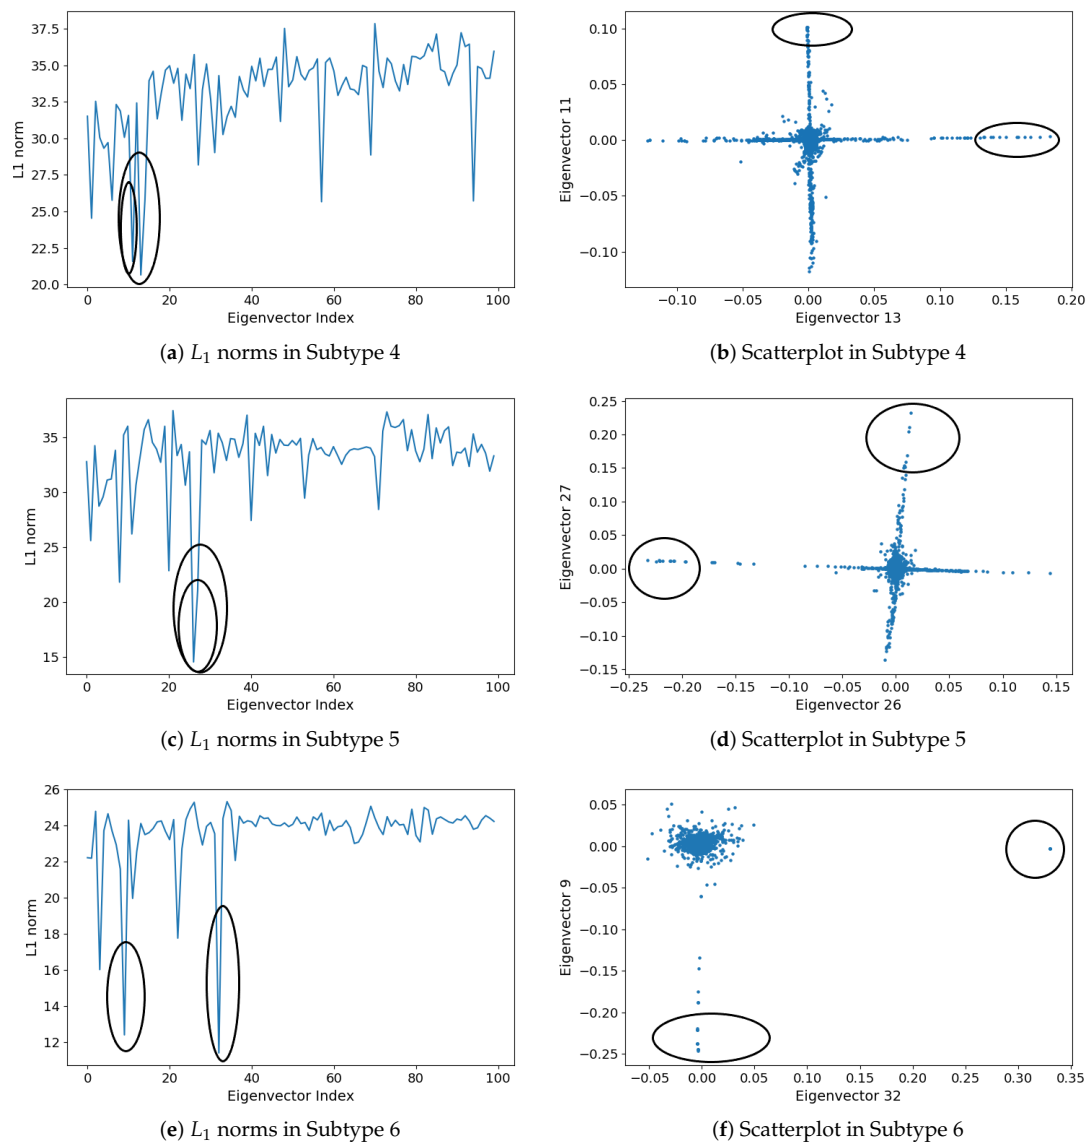 37.5
35.0
32.5
30.0
27.5
25.0
22.5
20.0
L1 norm
0 20 40 60 80 100
Eigenvector Index
(a) L1 norms in Subtype 4
0.10
0.05
0.00
−0.05
−0.10
Eigenvector 11
−0.10 −0.05 0.00 0.05 0.10 0.15 0.20
Eigenvector 13
(b) Scatterplot in Subtype 4
35
30
25
20
15
L1 norm
0 20 40 60 80 100
Eigenvector Index
(c) L1 norms in Subtype 5
0.25
0.20
0.15
0.10
0.05
0.00
−0.05
−0.10
−0.15
Eigenvector 27
−0.25 −0.20 −0.15 −0.10 −0.05 0.00 0.05 0.10 0.15
Eigenvector 26
(d) Scatterplot in Subtype 5
26
24
22
20
18
16
14
12
L1 norm
0 20 40 60 80 100
Eigenvector Index
(e) L1 norms in Subtype 6
0.05
0.00
−0.05
−0.10
−0.15
−0.20
−0.25
Eigenvector 9
−0.05 0.00 0.05 0.10 0.15 0.20 0.25 0.30 0.35
Eigenvector 32
(f) Scatterplot in Subtype 6